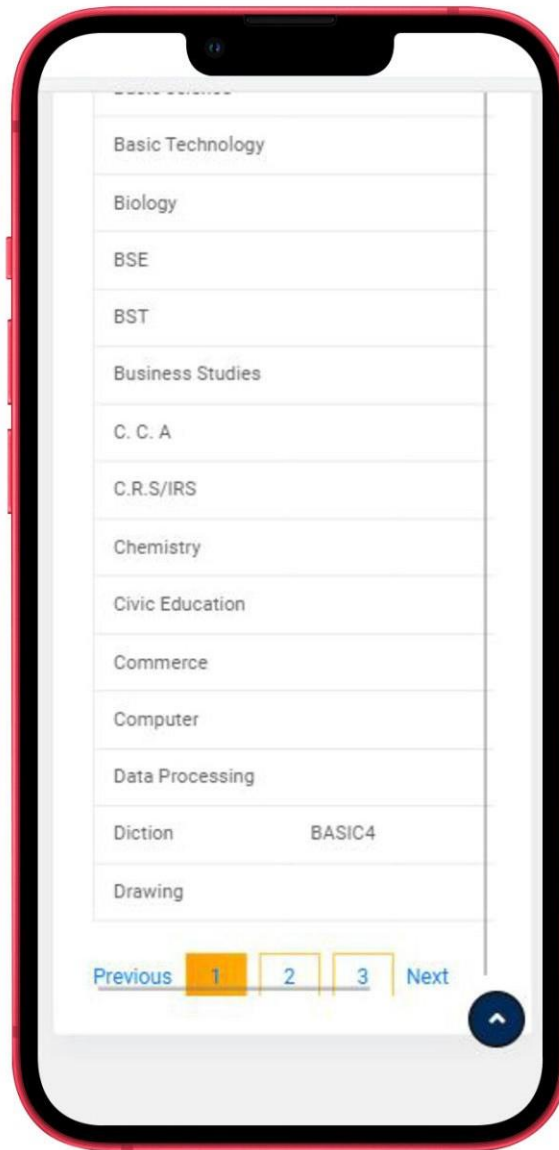 Basic Technology
Biology
BSE
BST
Business Studies
C. C. A
C.R.S/IRS
Chemistry
Civic Education
Commerce
Computer
Data Processing
Diction BASIC4
Drawing
Previous 1 2 3 Next